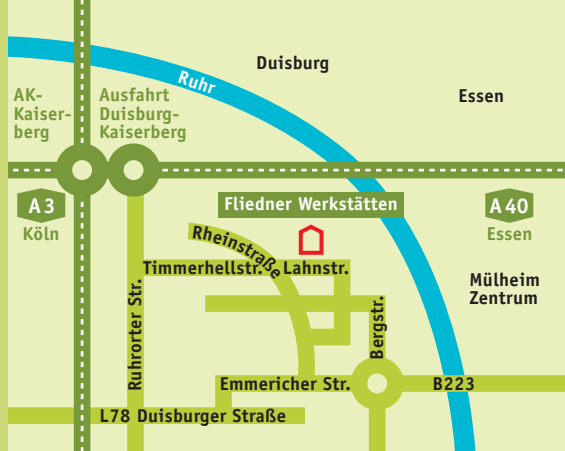 Duisburg
Ruhr
Essen
AK-
Kaiser-
berg
Ausfahrt
Duisburg-
Kaiserberg
A 3
Köln
Fliedner Werkstätten
A 40
Essen
Rheinstraße
Timmerhellstr.
Lahnstr.
Mülheim
Zentrum
Ruhrorter Str.
Bergstr.
Emmericher Str.
B223
L78 Duisburger Straße